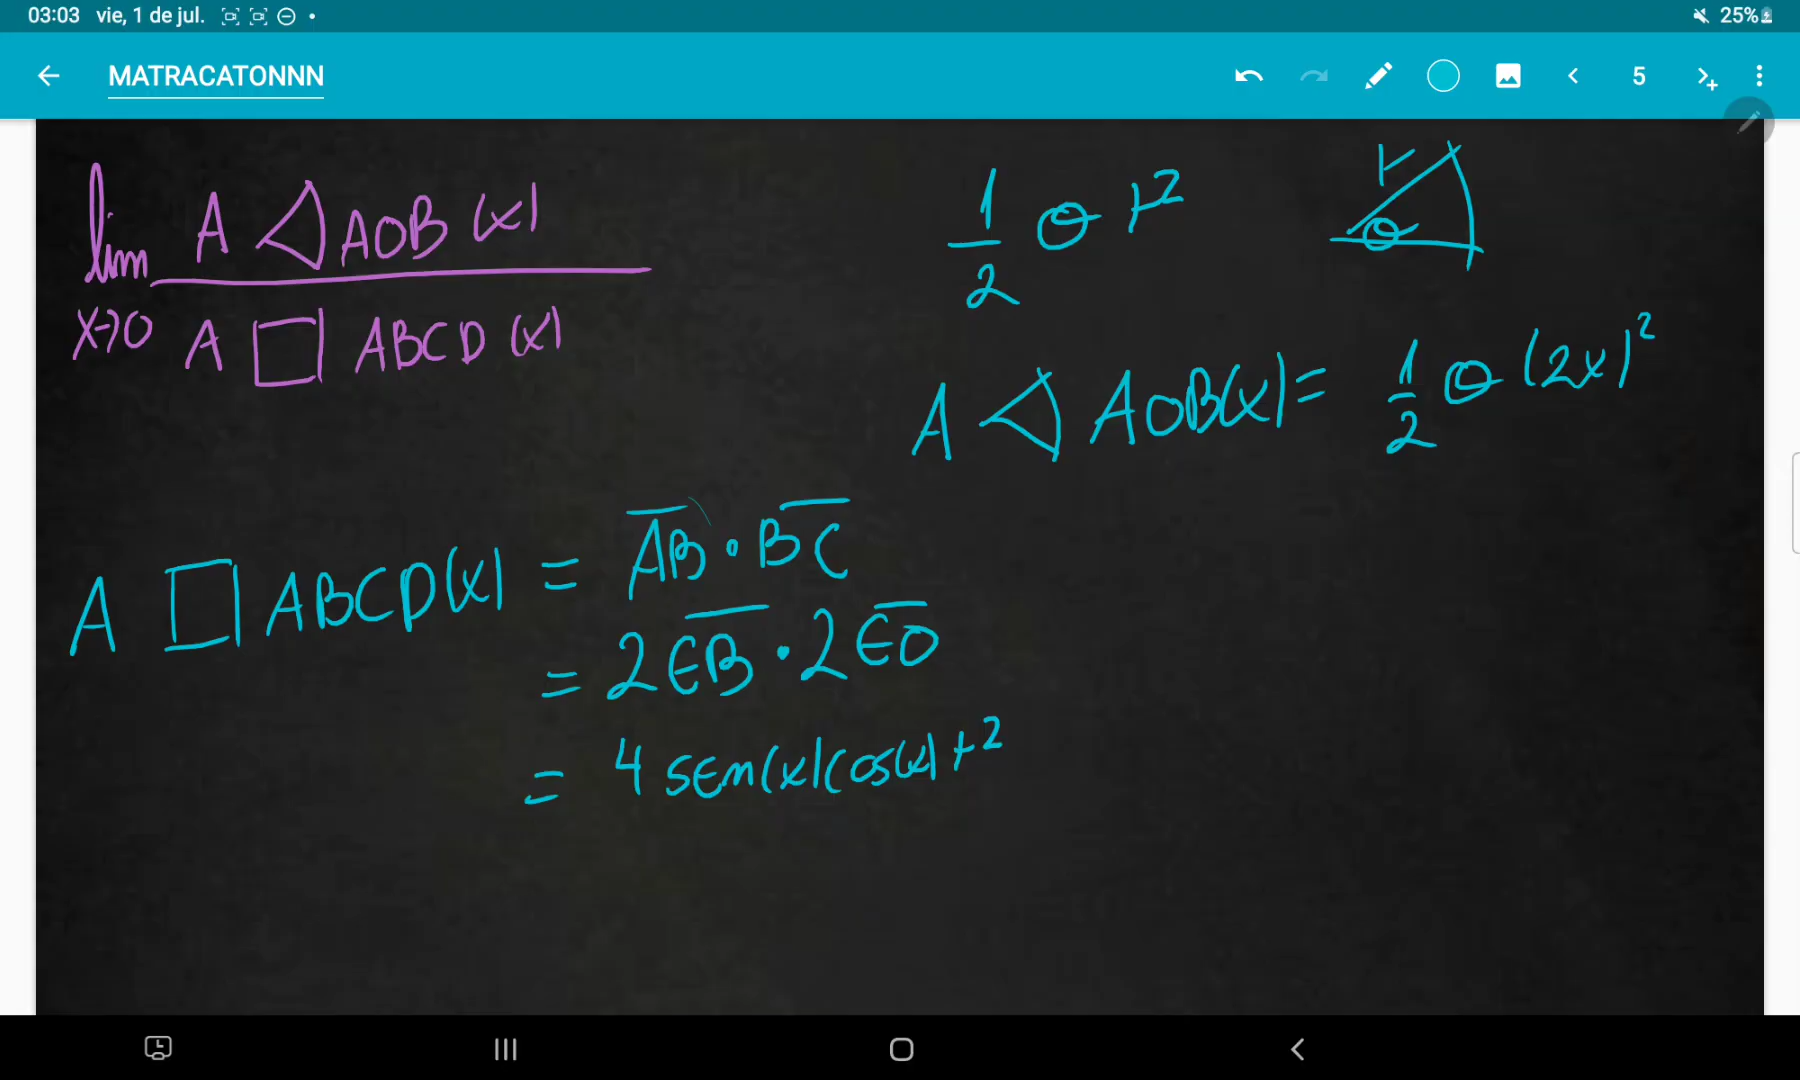 03:03 vie, 1 de jul. 25%
MATRACATONNN
5
lim x→0 A ◁ AOB (x) / A □ ABCD (x)
1/2 θ r²
r
θ
A ◁ AOB(x) = 1/2 θ (2x)²
A □ ABCD(x) = AB · BC
= 2EB · 2EO
= 4 sen(x)cos(x) r²